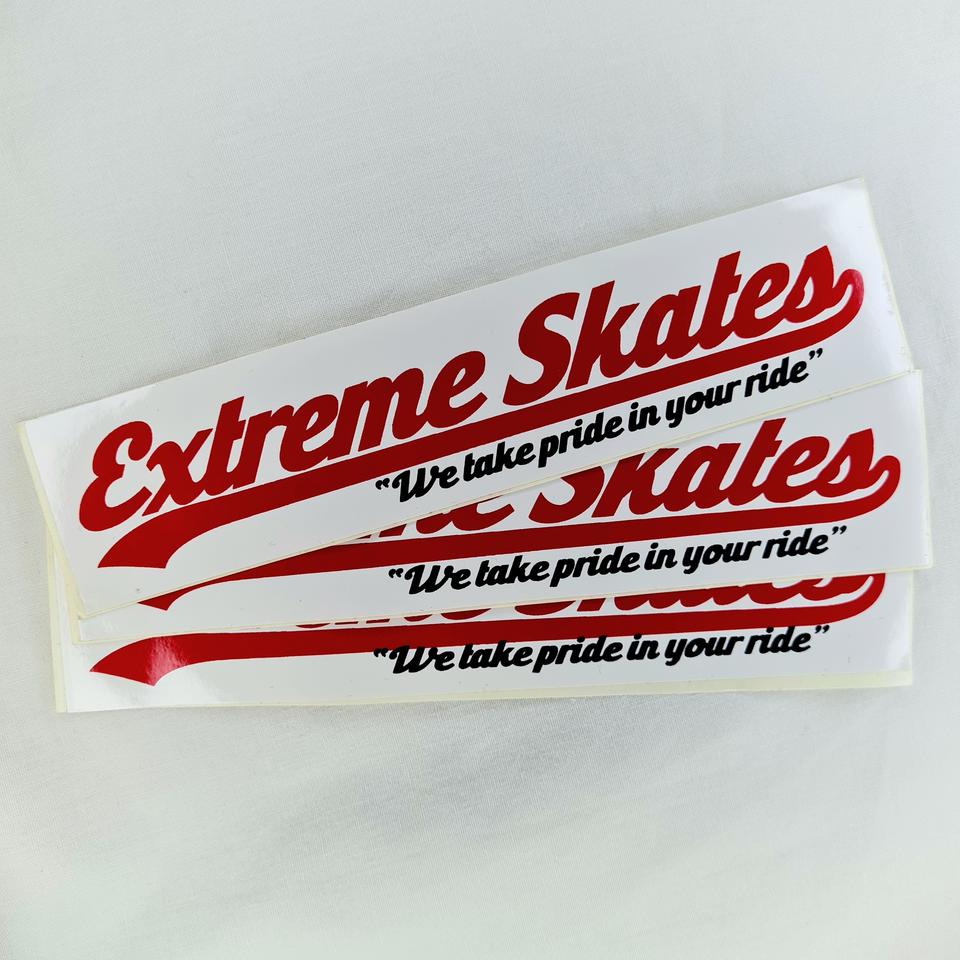 Extreme Skates
"We take pride in your ride"
me Skates
"We take pride in your ride"
"We take pride in your ride"